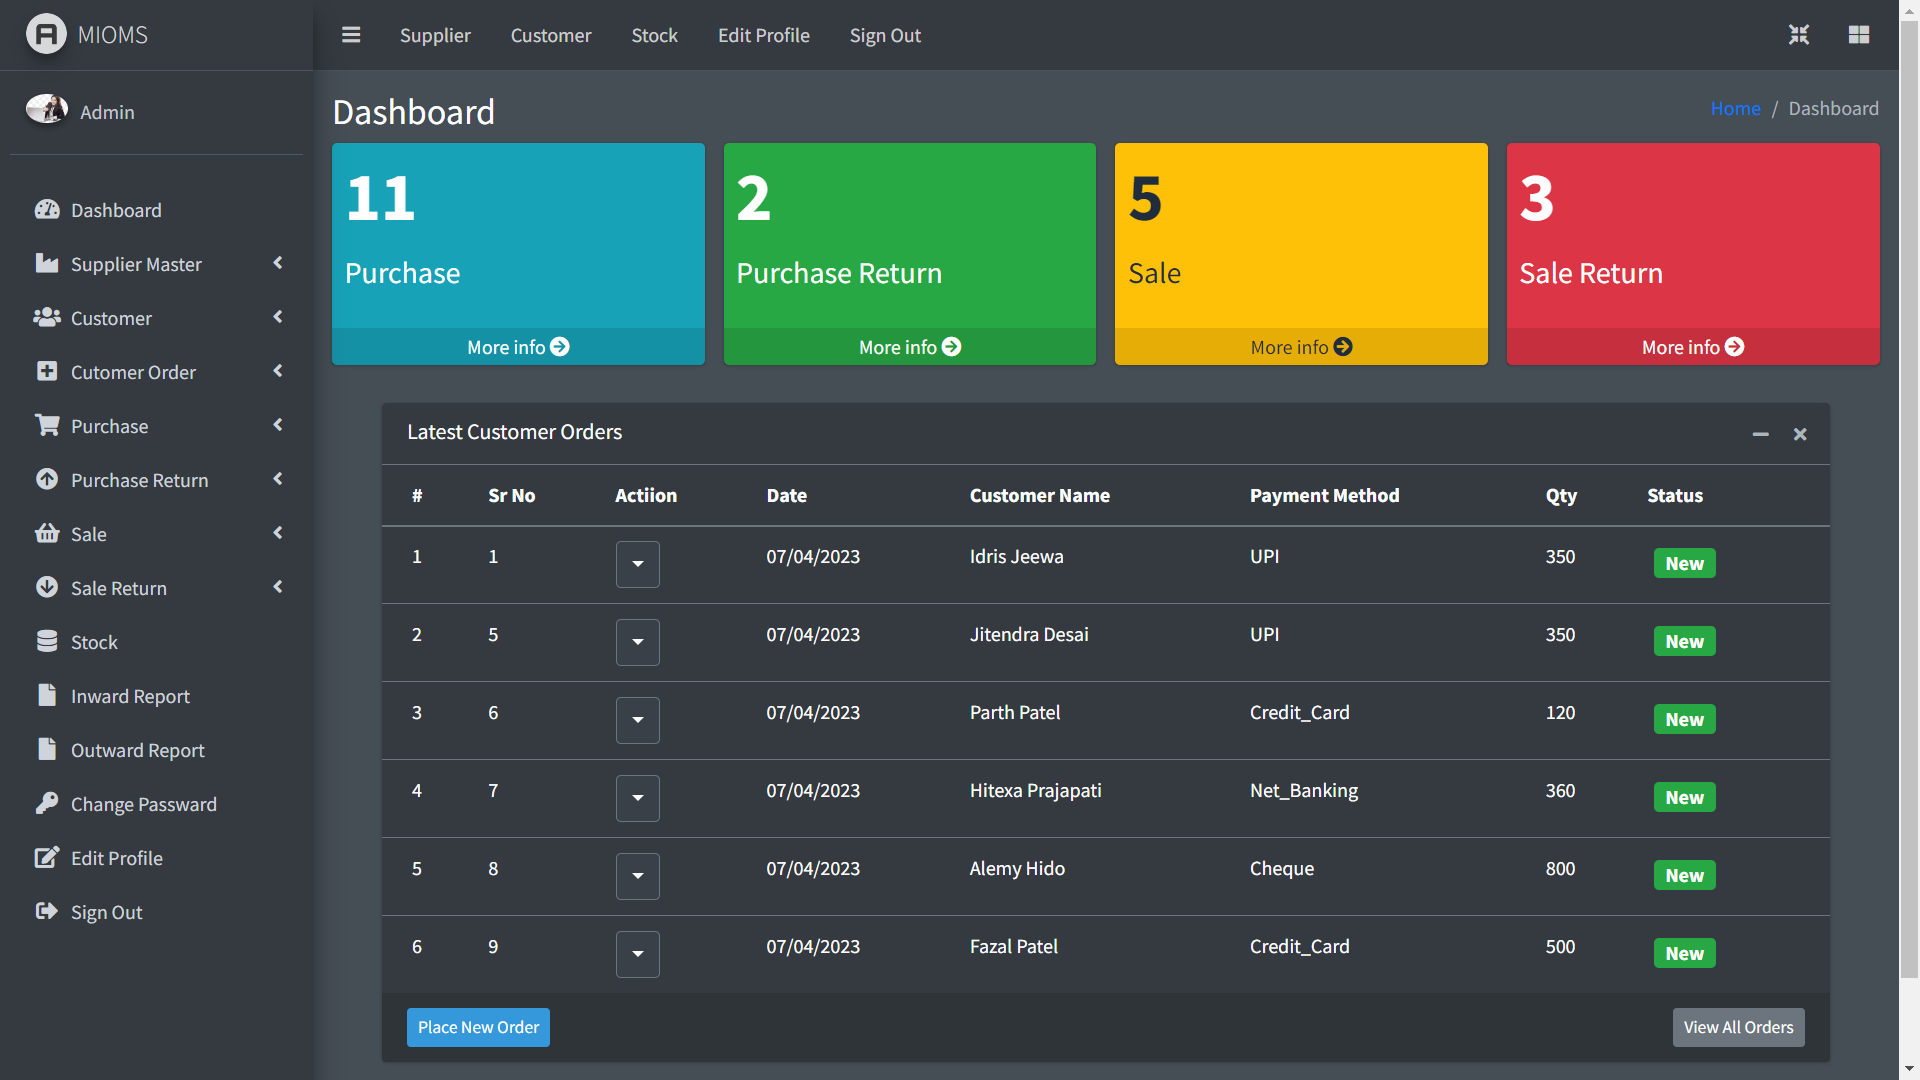 MIOMS
Supplier Customer Stock Edit Profile Sign Out
Admin
Dashboard
Supplier Master
Customer
Cutomer Order
Purchase
Purchase Return
Sale
Sale Return
Stock
Inward Report
Outward Report
Change Password
Edit Profile
Sign Out
Dashboard
Home / Dashboard
11
Purchase
More info
2
Purchase Return
More info
5
Sale
More info
3
Sale Return
More info
Latest Customer Orders
# Sr No Actiion Date Customer Name Payment Method Qty Status
1 1 07/04/2023 Idris Jeewa UPI 350 New
2 5 07/04/2023 Jitendra Desai UPI 350 New
3 6 07/04/2023 Parth Patel Credit_Card 120 New
4 7 07/04/2023 Hitexa Prajapati Net_Banking 360 New
5 8 07/04/2023 Alemy Hido Cheque 800 New
6 9 07/04/2023 Fazal Patel Credit_Card 500 New
Place New Order
View All Orders